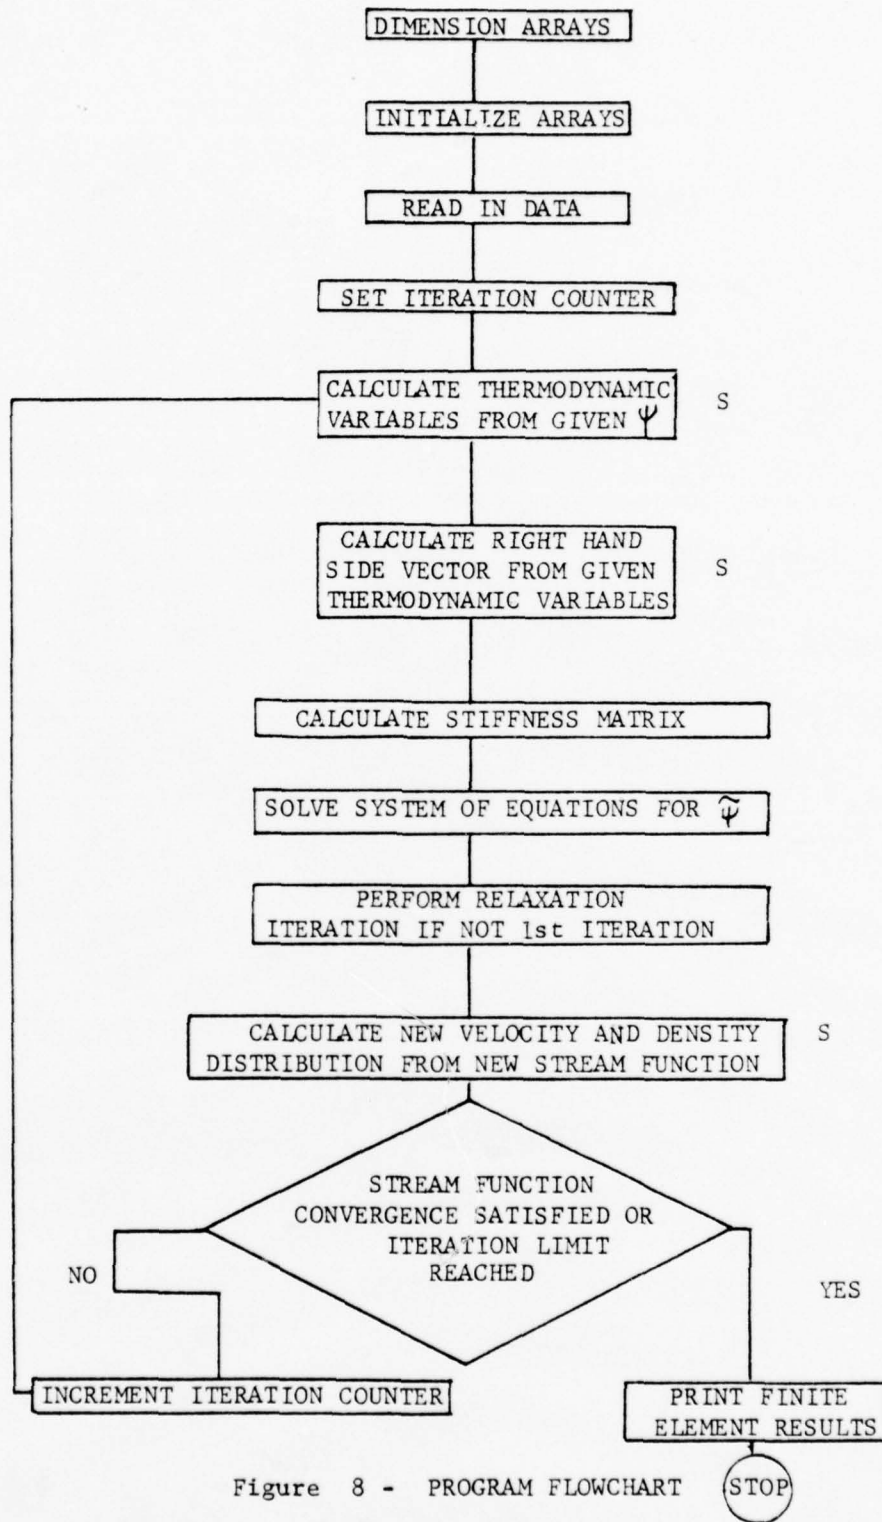 DIMENSION ARRAYS
INITIALIZE ARRAYS
READ IN DATA
SET ITERATION COUNTER
CALCULATE THERMODYNAMIC
VARIABLES FROM GIVEN ψ
S
CALCULATE RIGHT HAND
SIDE VECTOR FROM GIVEN
THERMODYNAMIC VARIABLES
S
CALCULATE STIFFNESS MATRIX
SOLVE SYSTEM OF EQUATIONS FOR ψ̃
PERFORM RELAXATION
ITERATION IF NOT 1st ITERATION
CALCULATE NEW VELOCITY AND DENSITY
DISTRIBUTION FROM NEW STREAM FUNCTION
S
STREAM FUNCTION
CONVERGENCE SATISFIED OR
ITERATION LIMIT
REACHED
NO
YES
INCREMENT ITERATION COUNTER
PRINT FINITE
ELEMENT RESULTS
STOP
Figure 8 - PROGRAM FLOWCHART